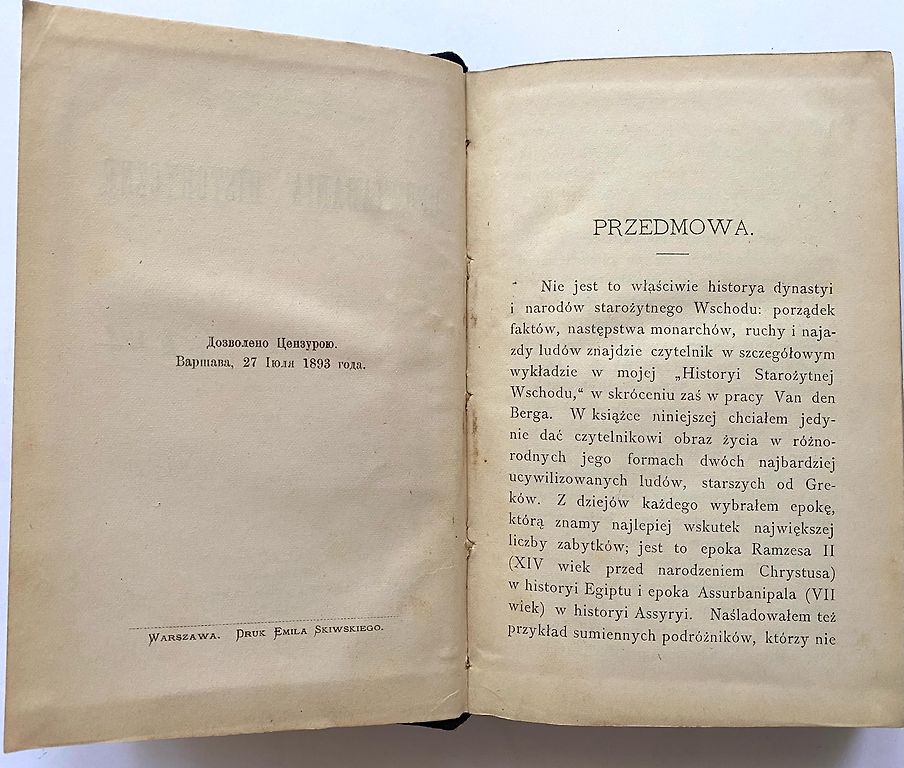 Дозволено Цензурою.
Варшава, 27 Іюля 1893 года.
WARSZAWA. DRUK EMILA SKIWSKIEGO.
PRZEDMOWA.
Nie jest to właściwie historya dynastyi
i narodów starożytnego Wschodu: porządek
faktów, następstwa monarchów, ruchy i naja-
zdy ludów znajdzie czytelnik w szczegółowym
wykładzie w mojej „Historyi Starożytnej
Wschodu,“ w skróceniu zaś w pracy Van den
Berga. W książce niniejszej chciałem jedy-
nie dać czytelnikowi obraz życia w różno-
rodnych jego formach dwóch najbardziej
ucywilizowanych ludów, starszych od Gre-
ków. Z dziejów każdego wybrałem epokę,
którą znamy najlepiej wskutek największej
liczby zabytków; jest to epoka Ramzesa II
(XIV wiek przed narodzeniem Chrystusa)
w historyi Egiptu i epoka Assurbanipala (VII
wiek) w historyi Assyryi. Naśladowałem też
przykład sumiennych podróżników, którzy nie